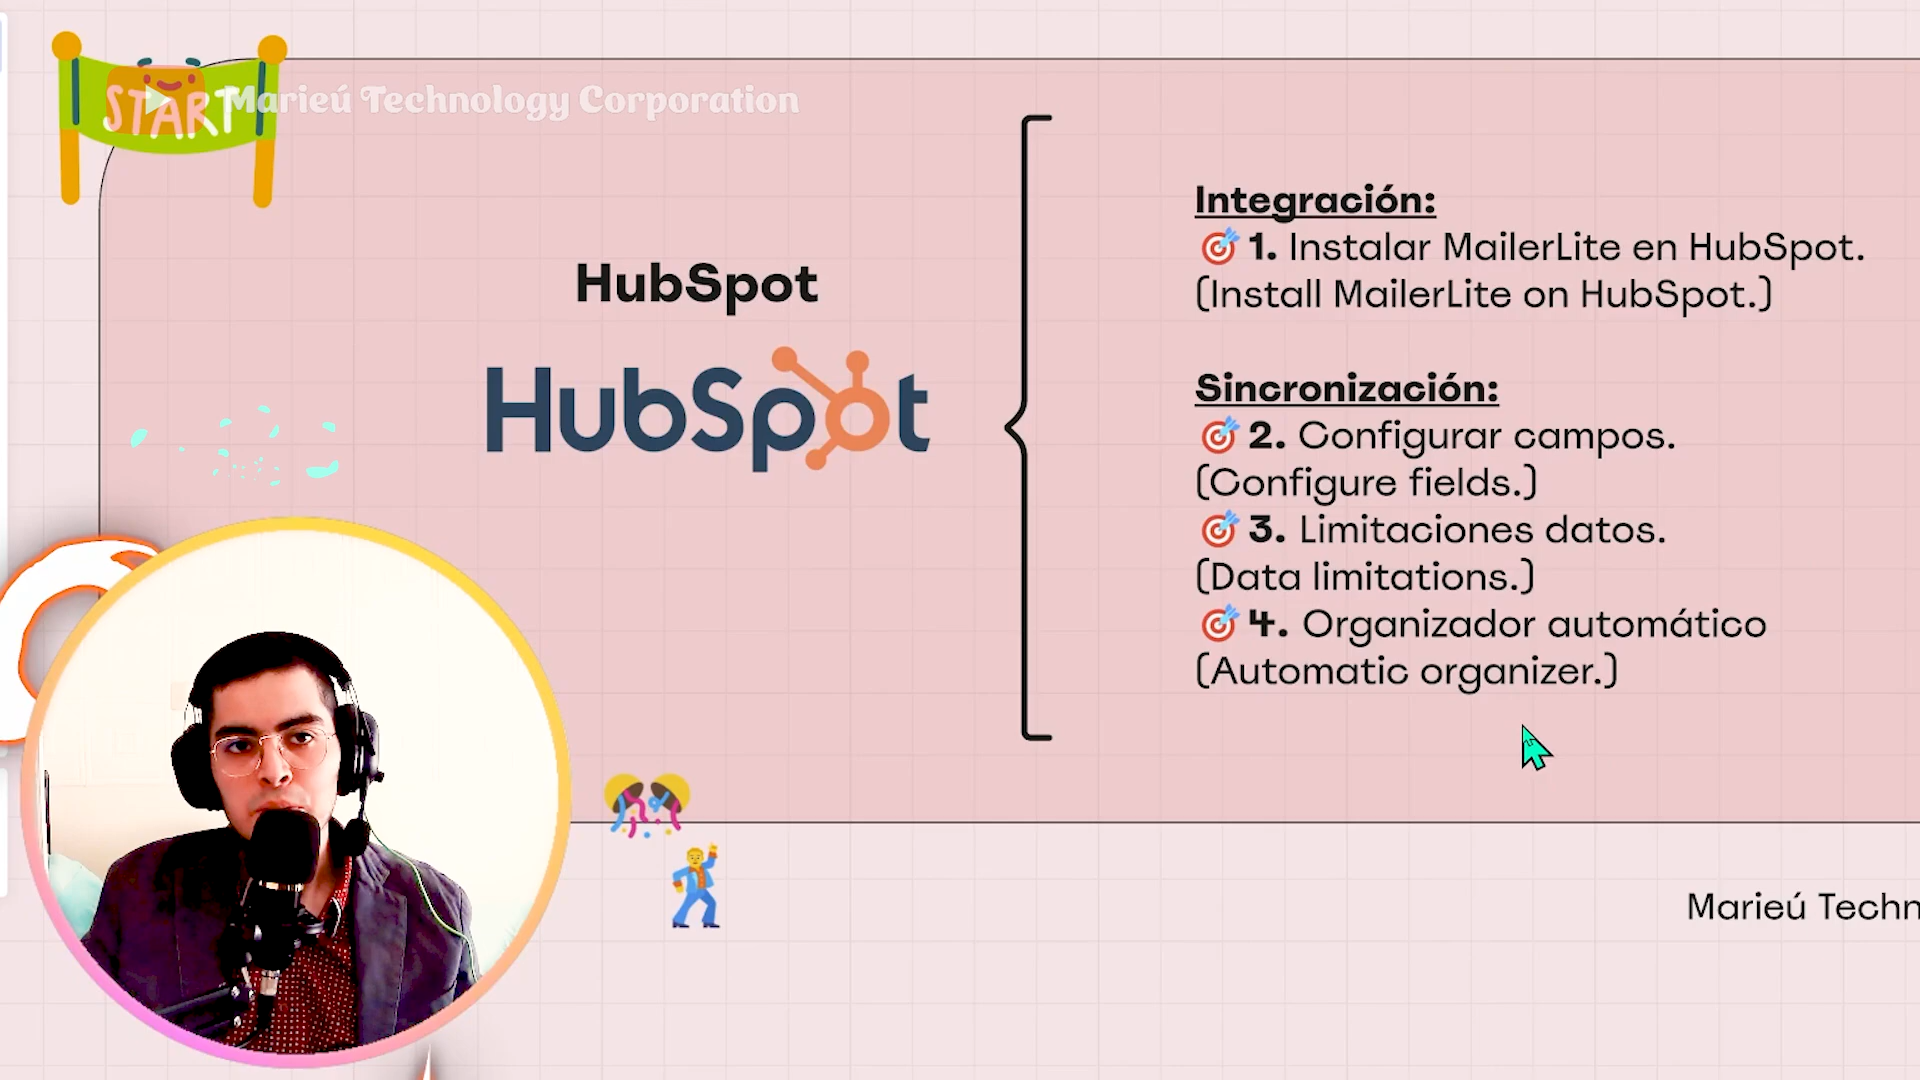 START
Marieú Technology Corporation
HubSpot
HubSpot
Integración:
1. Instalar MailerLite en HubSpot.
(Install MailerLite on HubSpot.)
Sincronización:
2. Configurar campos.
(Configure fields.)
3. Limitaciones datos.
(Data limitations.)
4. Organizador automático
(Automatic organizer.)
Marieú Techn